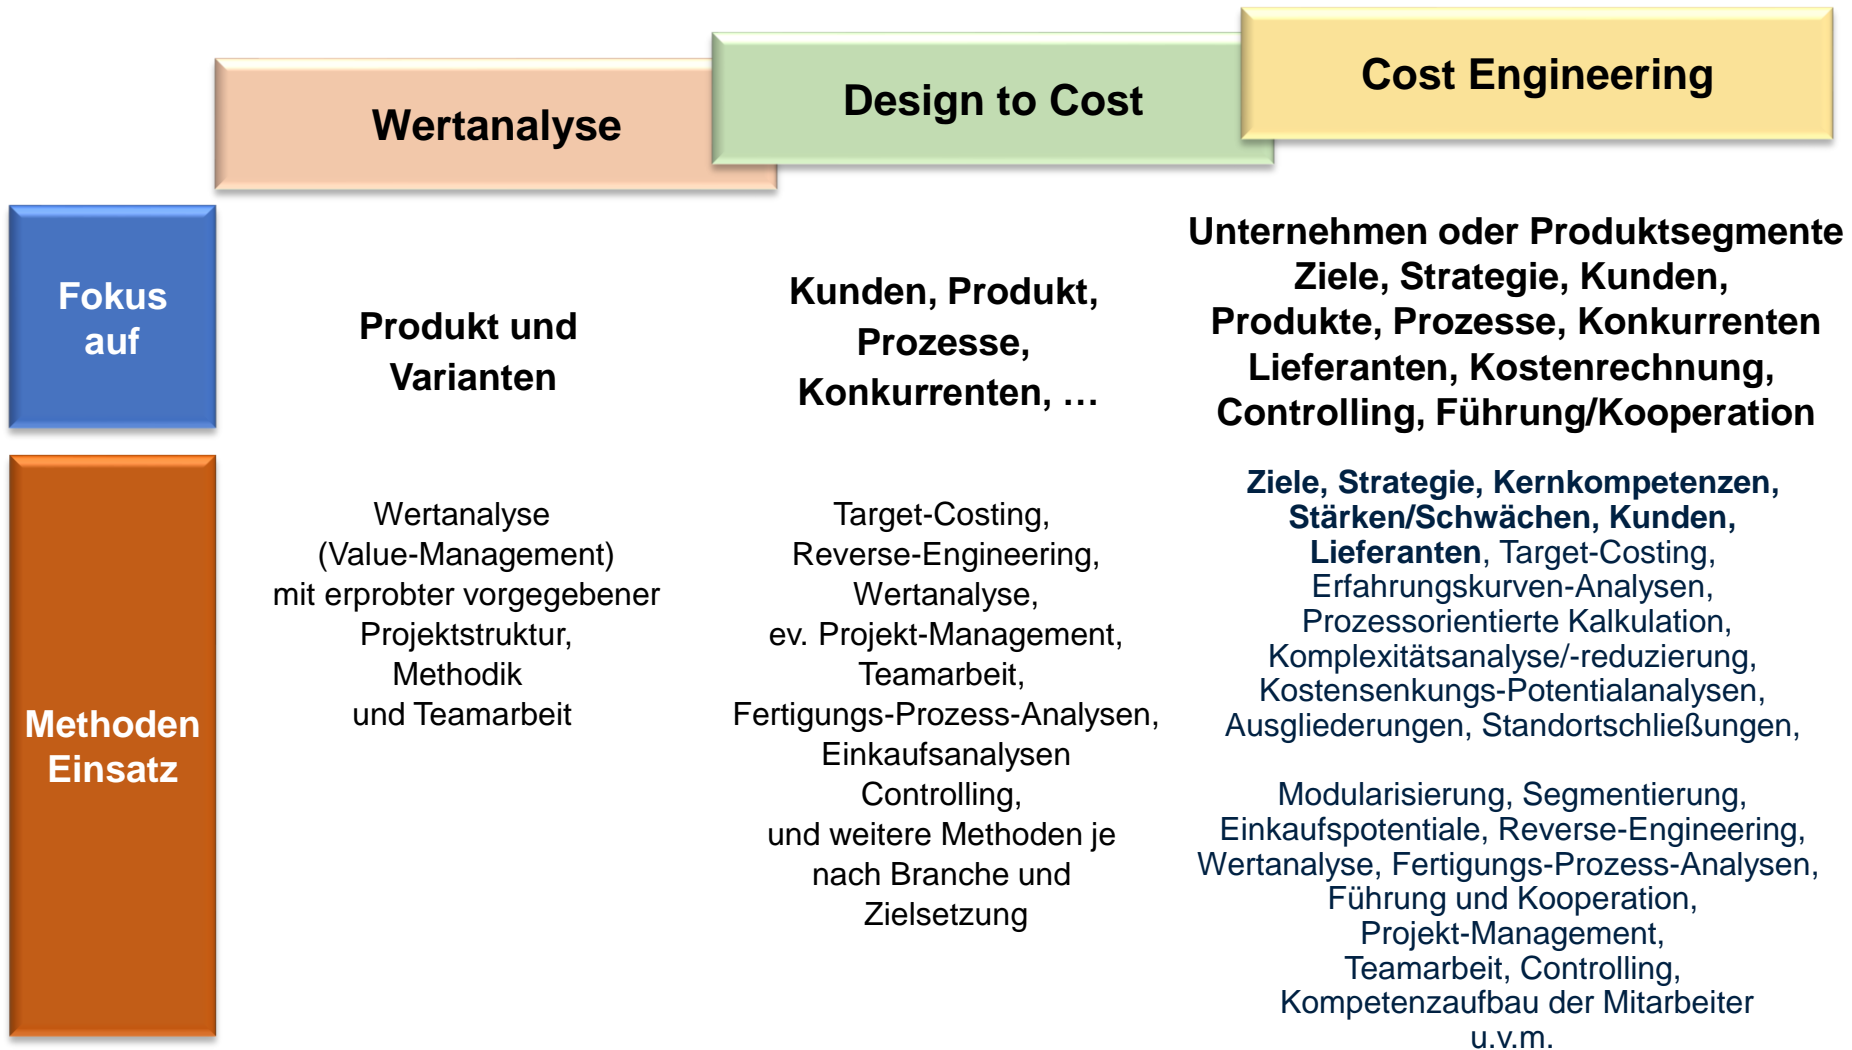 Wertanalyse
Design to Cost
Cost Engineering
Fokus
auf
Produkt und
Varianten
Kunden, Produkt,
Prozesse,
Konkurrenten, …
Unternehmen oder Produktsegmente
Ziele, Strategie, Kunden,
Produkte, Prozesse, Konkurrenten
Lieferanten, Kostenrechnung,
Controlling, Führung/Kooperation
Methoden
Einsatz
Wertanalyse
(Value-Management)
mit erprobter vorgegebener
Projektstruktur,
Methodik
und Teamarbeit
Target-Costing,
Reverse-Engineering,
Wertanalyse,
ev. Projekt-Management,
Teamarbeit,
Fertigungs-Prozess-Analysen,
Einkaufsanalysen
Controlling,
und weitere Methoden je
nach Branche und
Zielsetzung
Ziele, Strategie, Kernkompetenzen,
Stärken/Schwächen, Kunden,
Lieferanten, Target-Costing,
Erfahrungskurven-Analysen,
Prozessorientierte Kalkulation,
Komplexitätsanalyse/-reduzierung,
Kostensenkungs-Potentialanalysen,
Ausgliederungen, Standortschließungen,
Modularisierung, Segmentierung,
Einkaufspotentiale, Reverse-Engineering,
Wertanalyse, Fertigungs-Prozess-Analysen,
Führung und Kooperation,
Projekt-Management,
Teamarbeit, Controlling,
Kompetenzaufbau der Mitarbeiter
u.v.m.